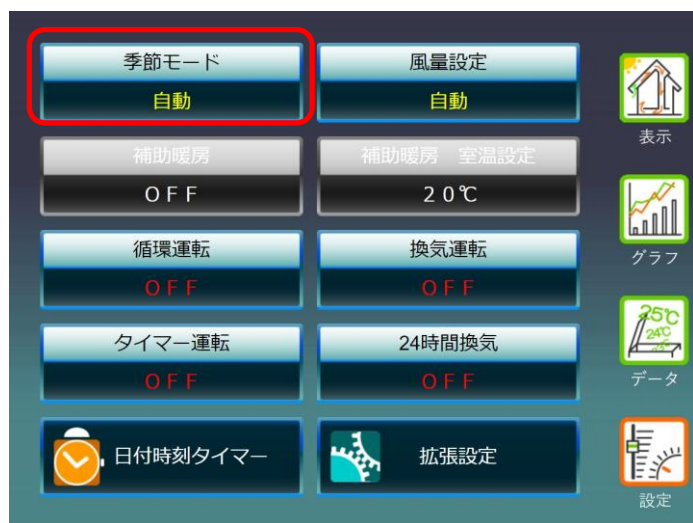 季節モード
風量設定
自動
自動
補助暖房
補助暖房　室温設定
OFF
20℃
循環運転
換気運転
OFF
OFF
タイマー運転
24時間換気
OFF
OFF
日付時刻タイマー
拡張設定
表示
グラフ
25℃
24℃
データ
設定